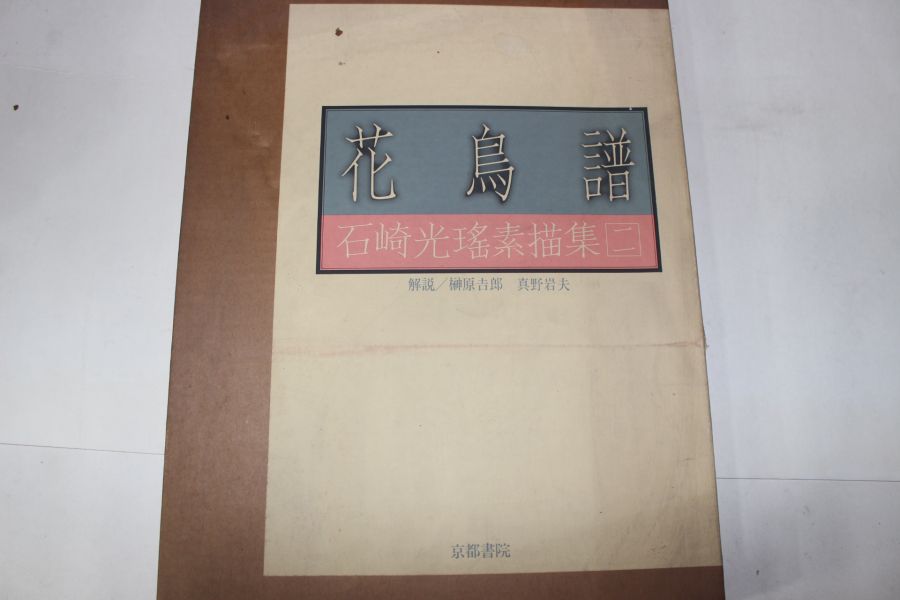 花鳥譜
石崎光瑤素描集二
解説／榊原吉郎　真野岩夫
京都書院